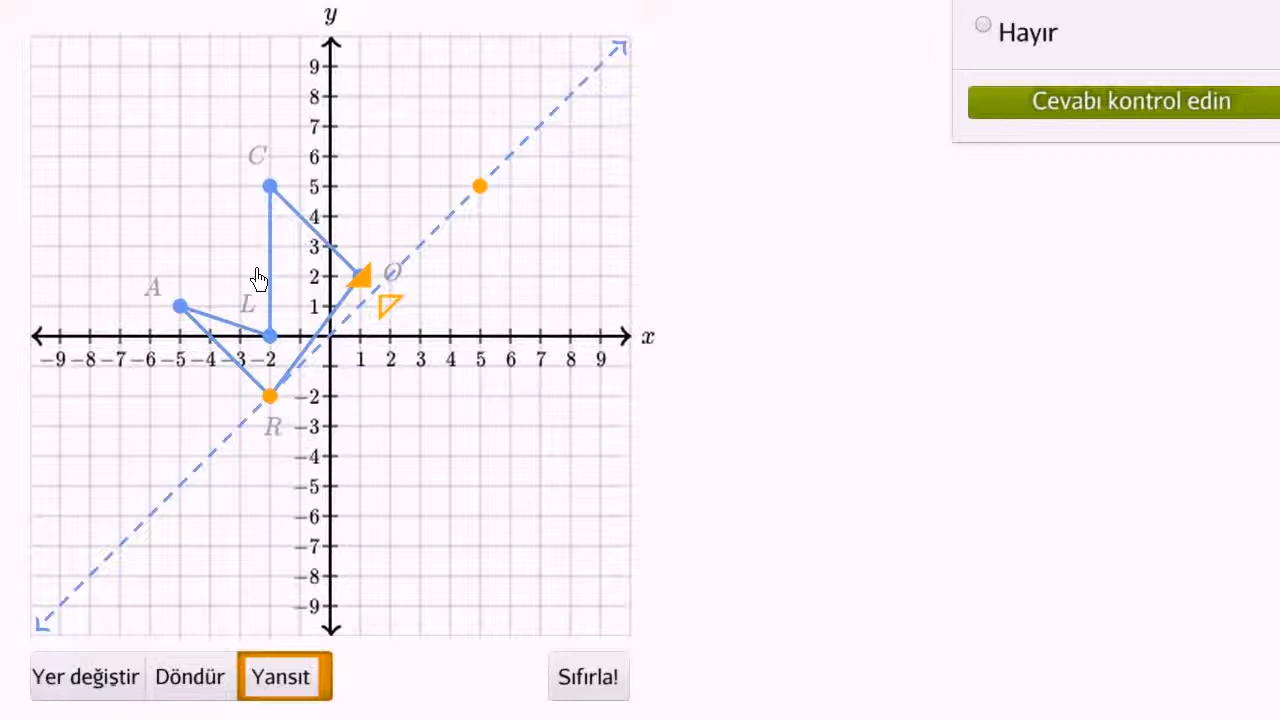 y
Hayır
Cevabı kontrol edin
9
8
7
6
5
4
3
2
1
C
A
L
O
x
−9 −8 −7 −6 −5 −4 −3 −2 1 2 3 4 5 6 7 8 9
−2
−3
−4
−5
−6
−7
−8
−9
R
Yer değiştir Döndür Yansıt Sıfırla!